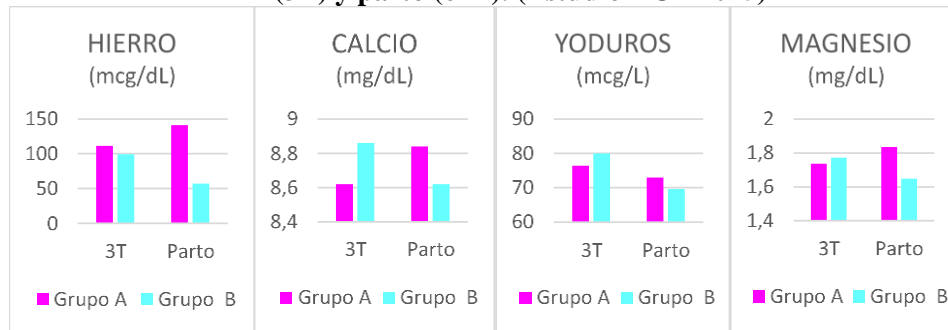 HIERRO
(mcg/dL)
150
100
50
0
3T Parto
Grupo A Grupo B
CALCIO
(mg/dL)
9
8,8
8,6
8,4
3T Parto
Grupo A Grupo B
YODUROS
(mcg/L)
90
80
70
60
3T Parto
Grupo A Grupo B
MAGNESIO
(mg/dL)
2
1,8
1,6
1,4
3T Parto
Grupo A Grupo B